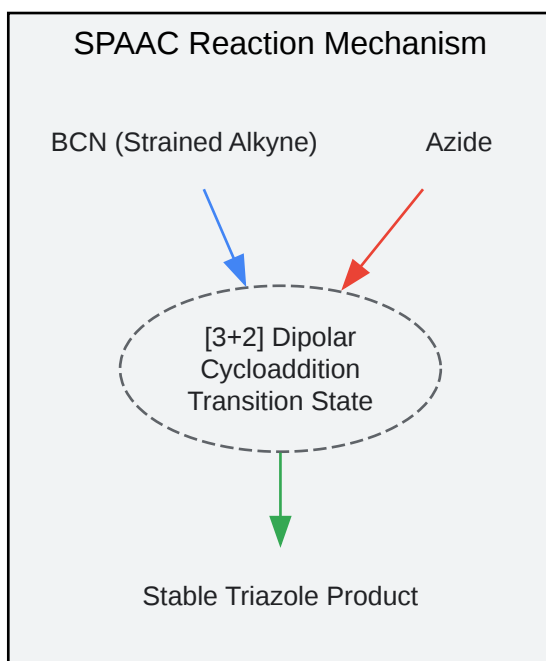 SPAAC Reaction Mechanism
BCN (Strained Alkyne)
Azide
[3+2] Dipolar
Cycloaddition
Transition State
Stable Triazole Product